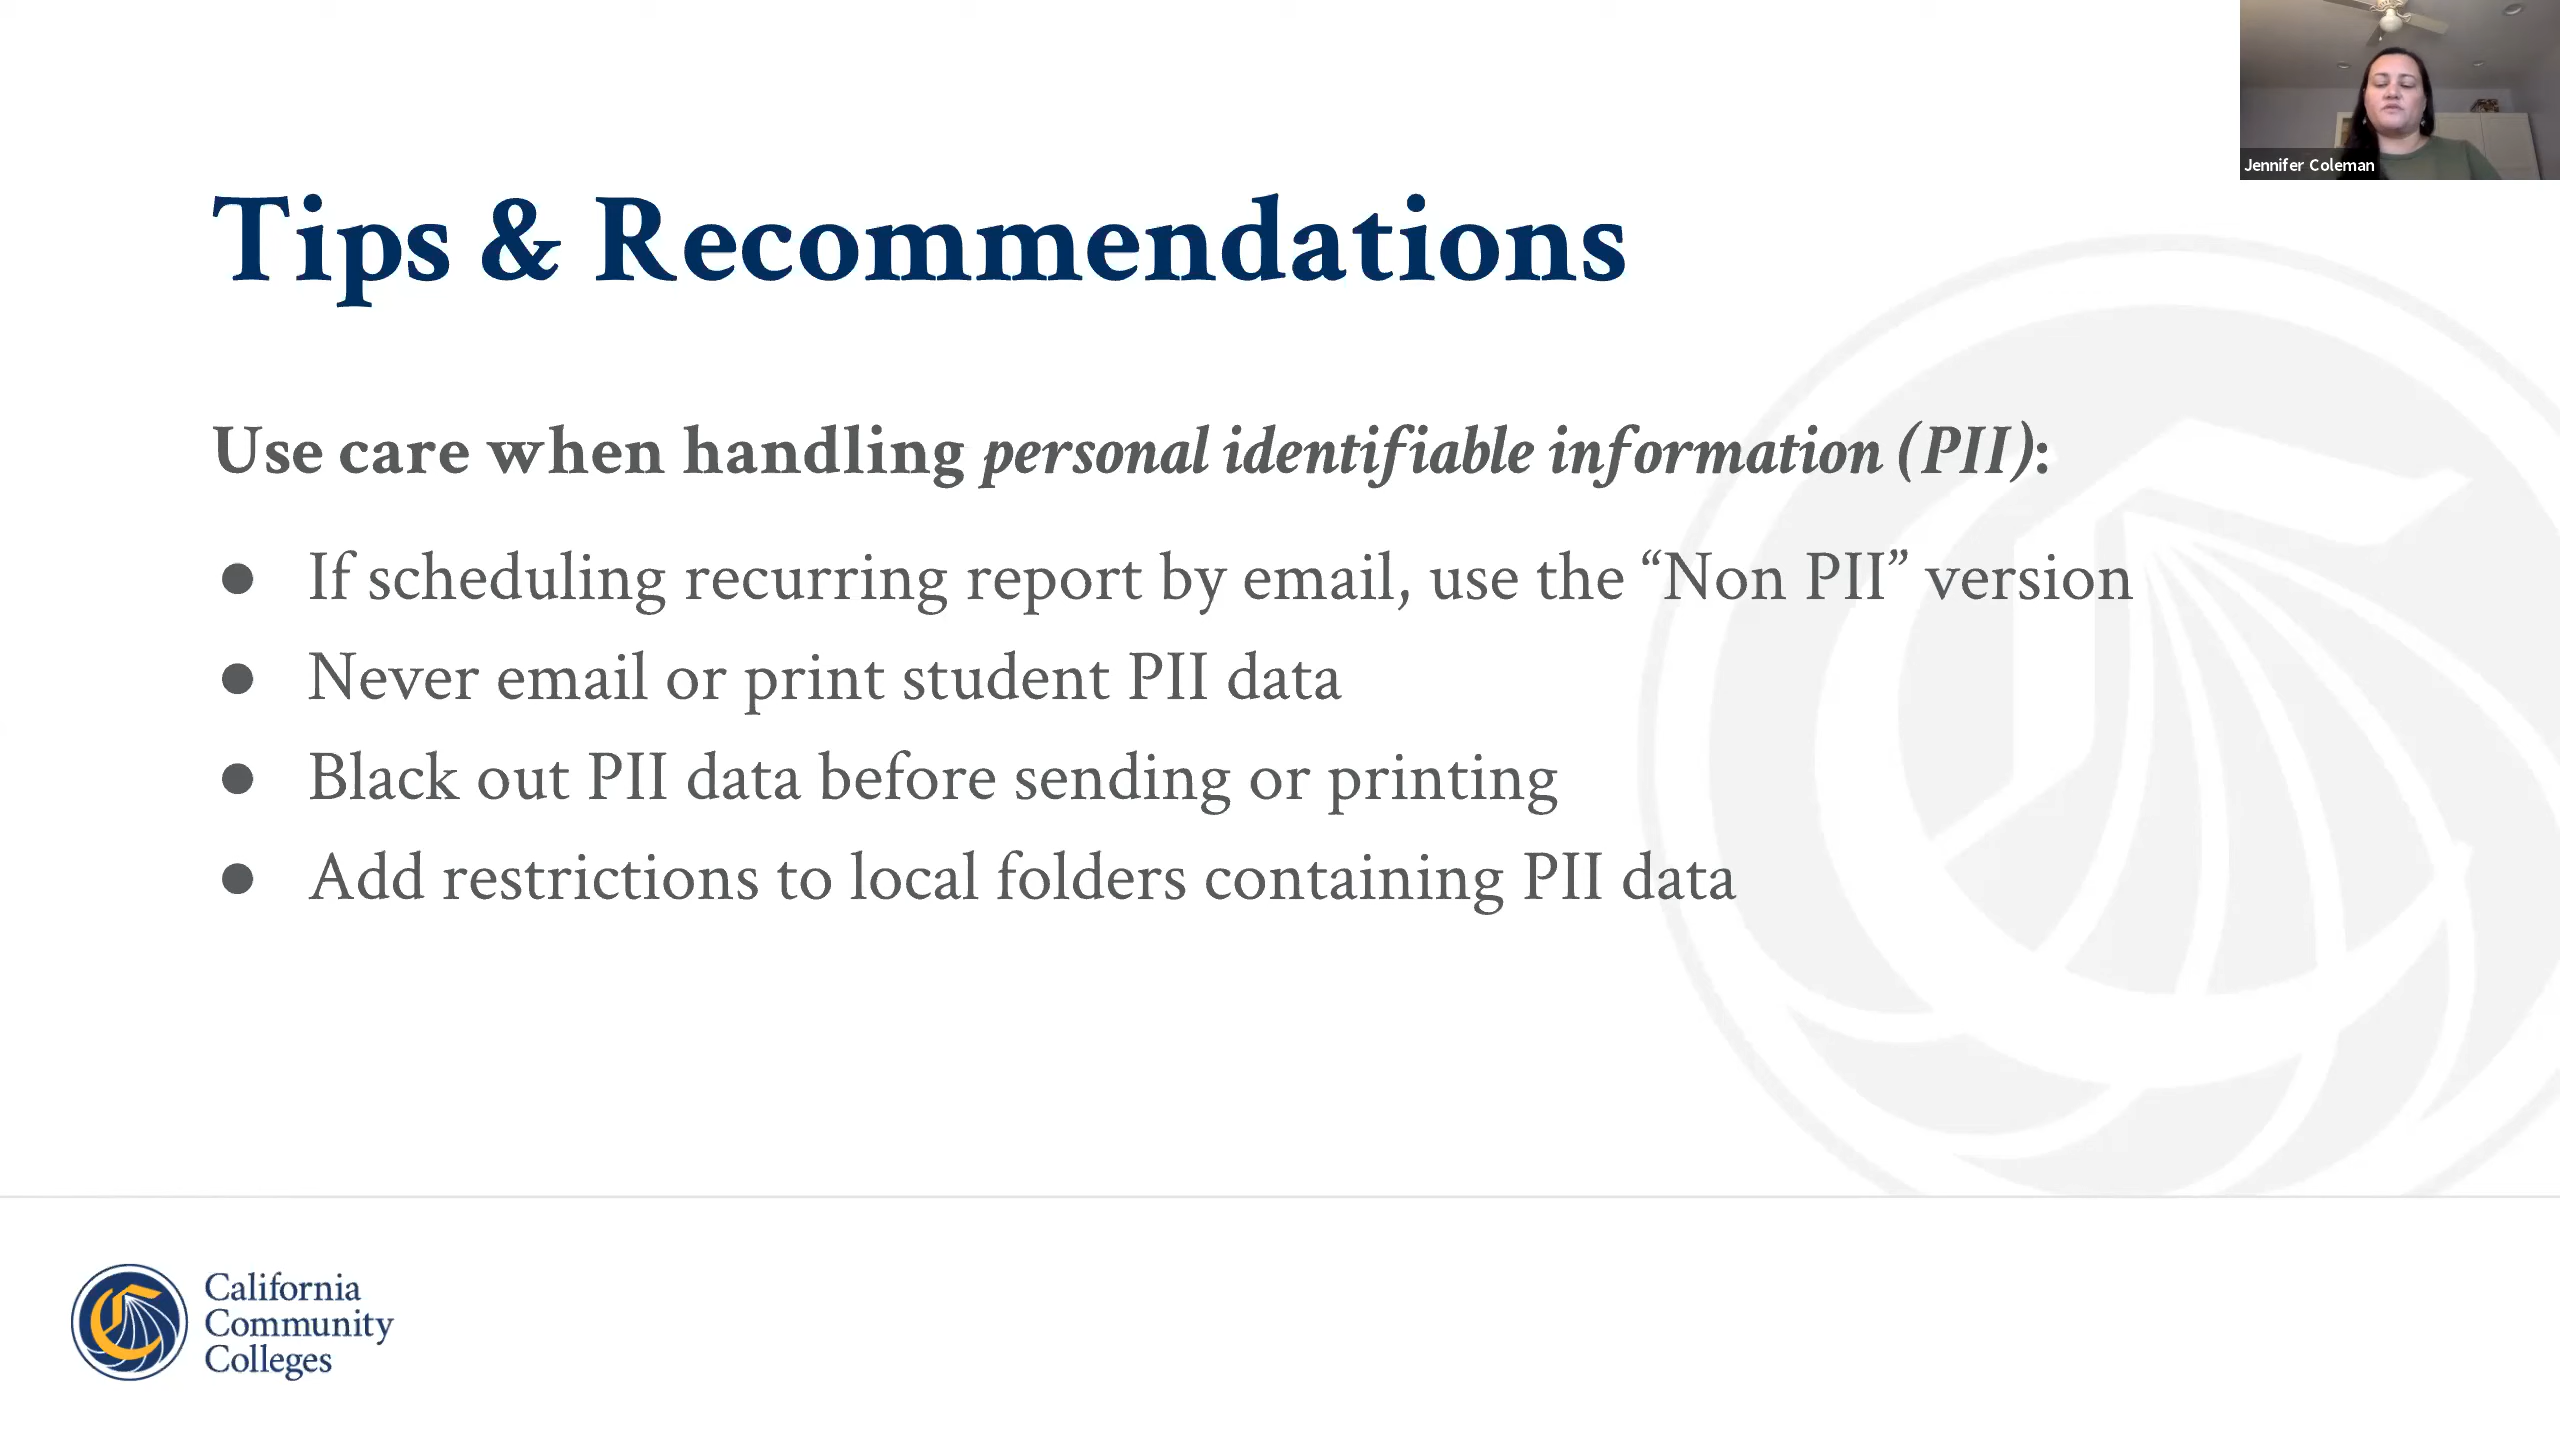 Jennifer Coleman
Tips & Recommendations
Use care when handling personal identifiable information (PII):
● If scheduling recurring report by email, use the “Non PII” version
● Never email or print student PII data
● Black out PII data before sending or printing
● Add restrictions to local folders containing PII data
California
Community
Colleges